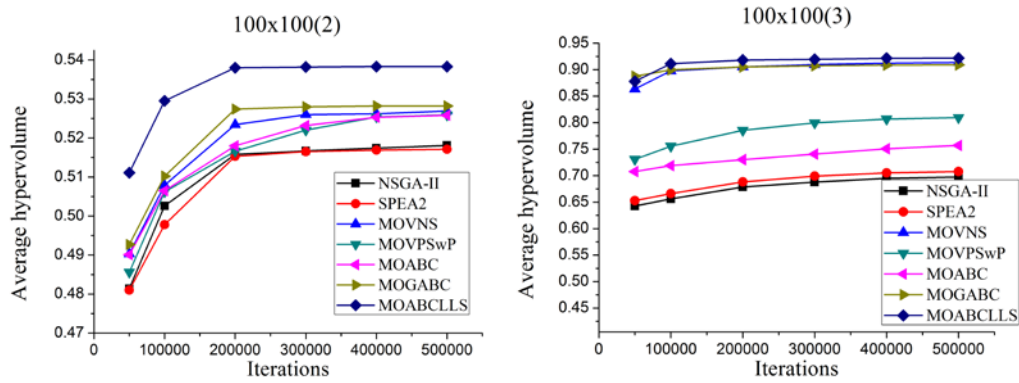 100x100(2)
Average hypervolume
0.54
0.53
0.52
0.51
0.50
0.49
0.48
0.47
NSGA-II
SPEA2
MOVNS
MOVPSwP
MOABC
MOGABC
MOABCLLS
0 100000 200000 300000 400000 500000
Iterations
100x100(3)
Average hypervolume
0.95
0.90
0.85
0.80
0.75
0.70
0.65
0.60
0.55
0.50
0.45
NSGA-II
SPEA2
MOVNS
MOVPSwP
MOABC
MOGABC
MOABCLLS
0 100000 200000 300000 400000 500000
Iterations